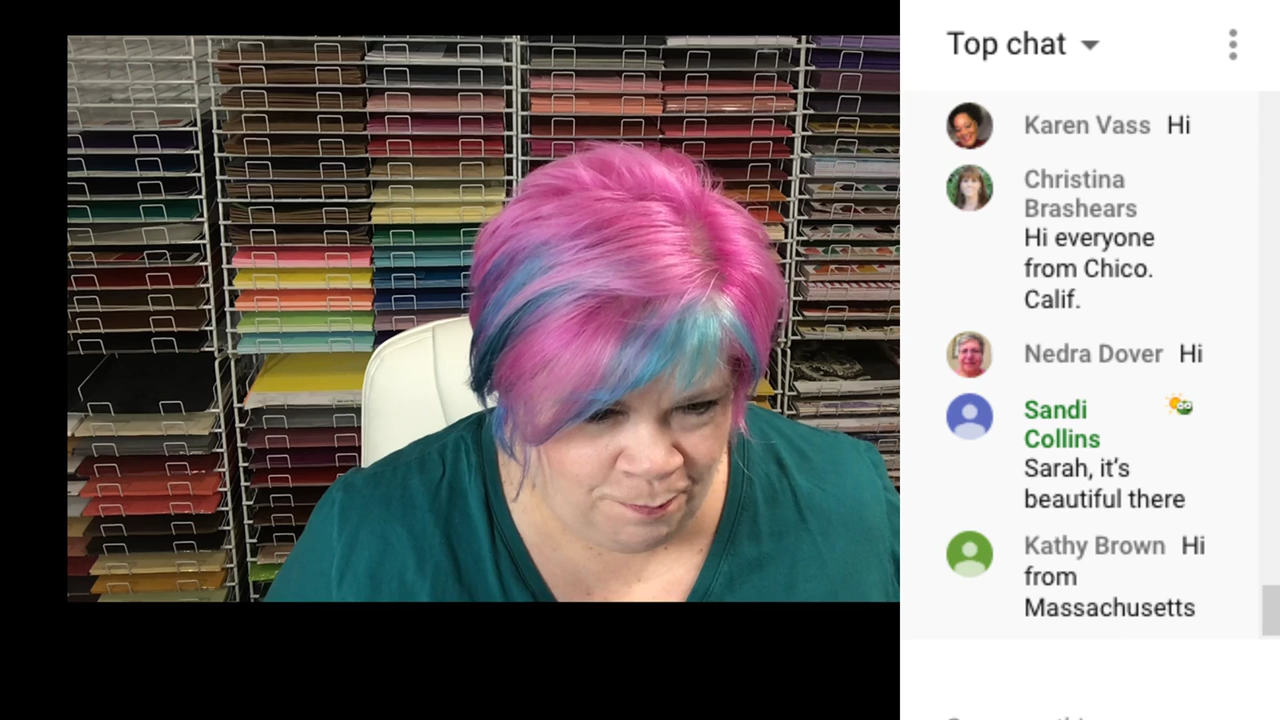 Top chat
Karen Vass Hi
Christina
Brashears
Hi everyone
from Chico.
Calif.
Nedra Dover Hi
Sandi
Collins
Sarah, it's
beautiful there
Kathy Brown Hi
from
Massachusetts